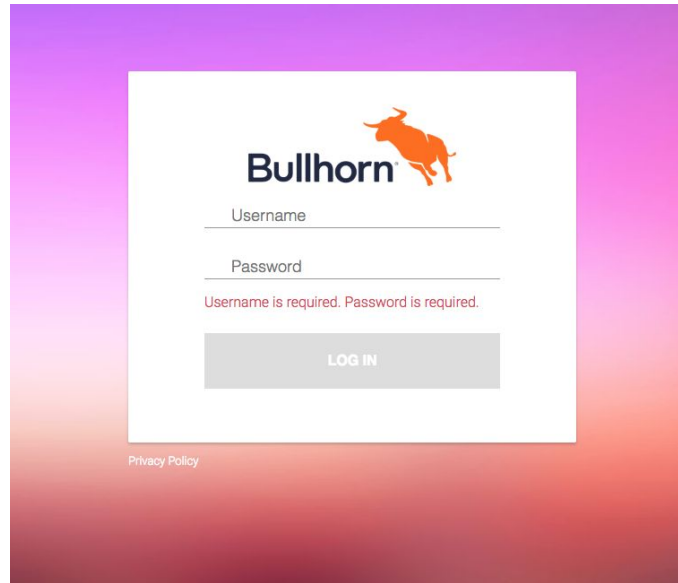 Bullhorn
Username
Password
Username is required. Password is required.
LOG IN
Privacy Policy